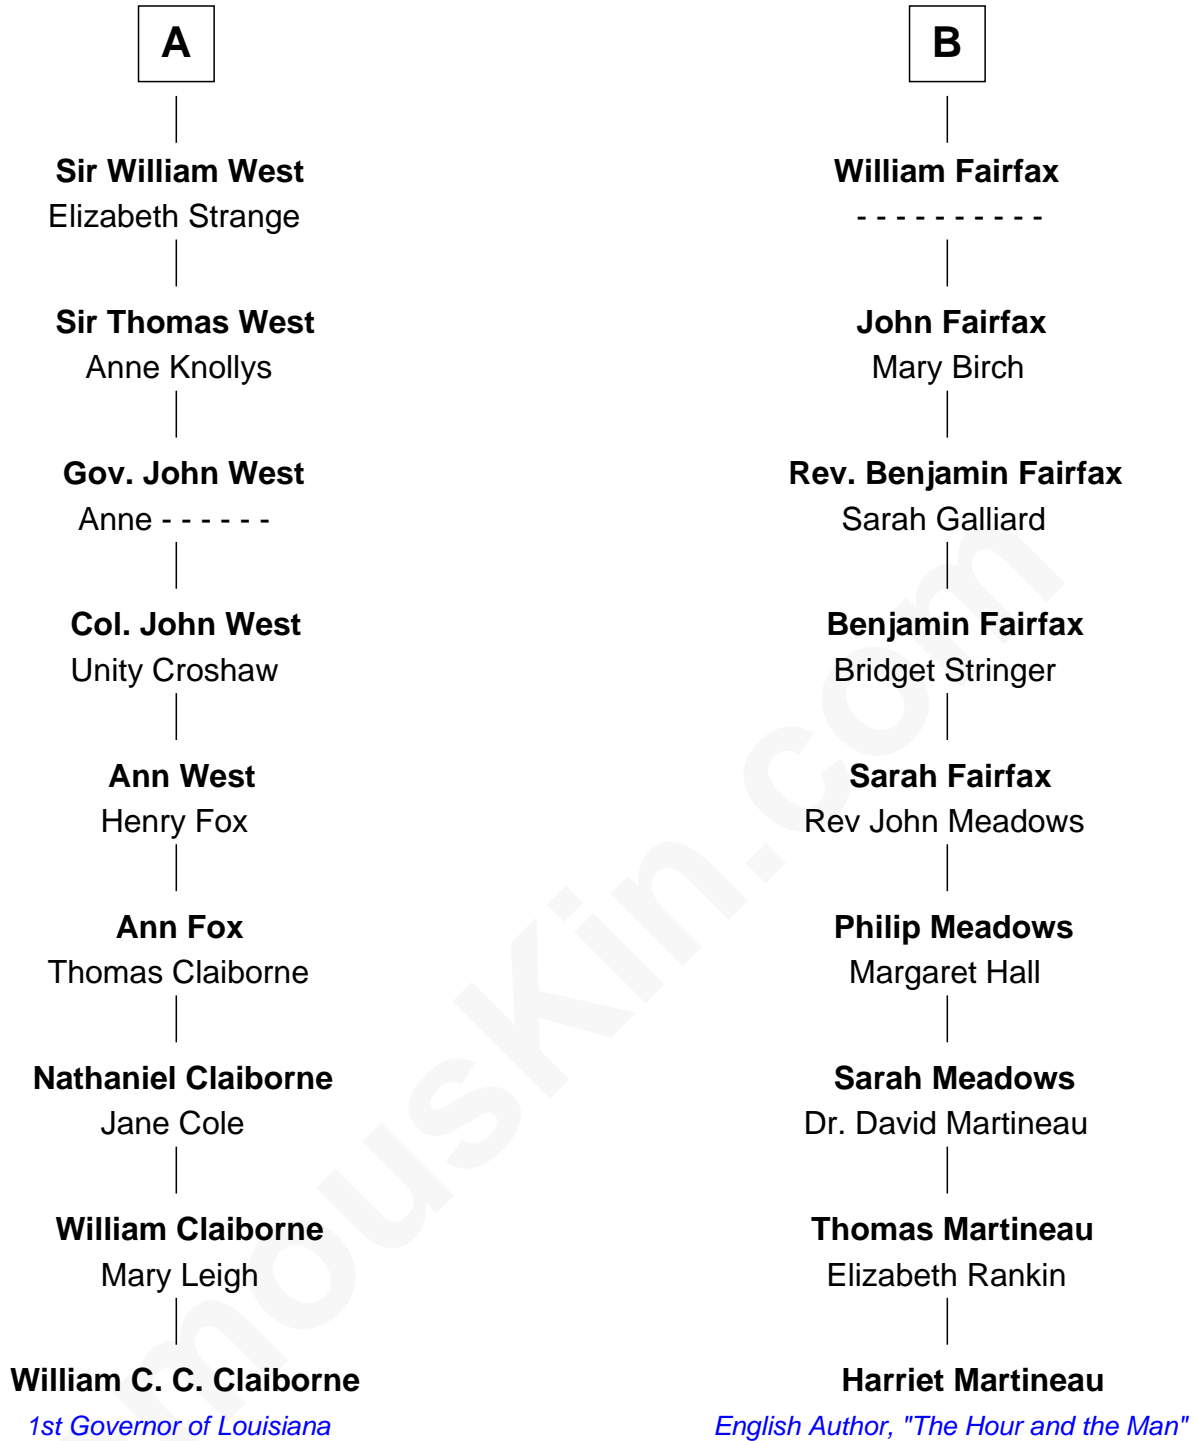 A
Sir William West
Elizabeth Strange
Sir Thomas West
Anne Knollys
Gov. John West
Anne - - - - - -
Col. John West
Unity Croshaw
Ann West
Henry Fox
Ann Fox
Thomas Claiborne
Nathaniel Claiborne
Jane Cole
William Claiborne
Mary Leigh
William C. C. Claiborne
1st Governor of Louisiana
B
William Fairfax
- - - - - - - - - -
John Fairfax
Mary Birch
Rev. Benjamin Fairfax
Sarah Galliard
Benjamin Fairfax
Bridget Stringer
Sarah Fairfax
Rev John Meadows
Philip Meadows
Margaret Hall
Sarah Meadows
Dr. David Martineau
Thomas Martineau
Elizabeth Rankin
Harriet Martineau
English Author, "The Hour and the Man"
mousKin.com